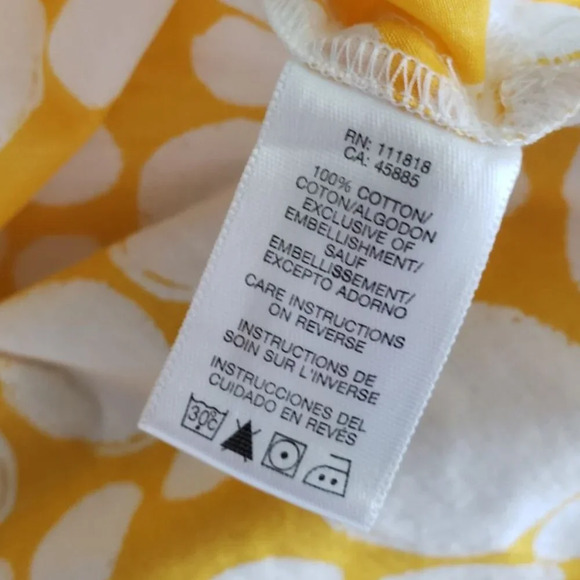 RN: 111818
CA: 45885
100% COTTON/
COTON/ALGODON
EXCLUSIVE OF
EMBELLISHMENT/
SAUF
EMBELLISSEMENT/
EXCEPTO ADORNO
CARE INSTRUCTIONS
ON REVERSE
INSTRUCTIONS DE
SOIN SUR L'INVERSE
INSTRUCCIONES DEL
CUIDADO EN REVÉS
30°C